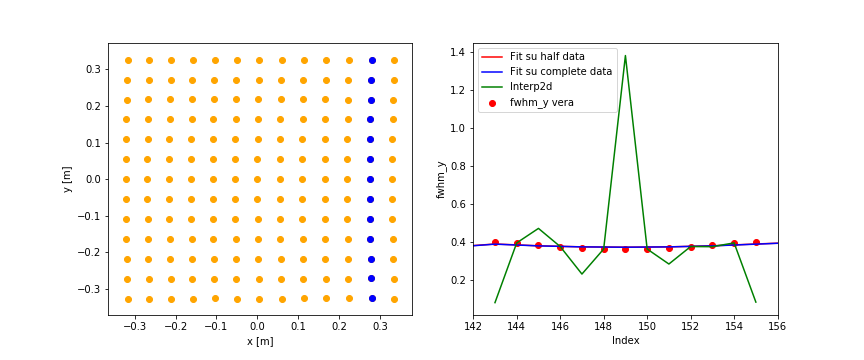 0.3
0.2
0.1
0.0
−0.1
−0.2
−0.3
y [m]
−0.3 −0.2 −0.1 0.0 0.1 0.2 0.3
x [m]
1.4
1.2
1.0
0.8
0.6
0.4
0.2
fwhm_y
Fit su half data
Fit su complete data
Interp2d
fwhm_y vera
142 144 146 148 150 152 154 156
Index